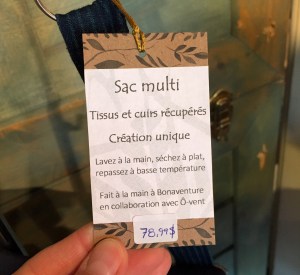 Sac multi
Tissus et cuirs récupérés
Création unique
Lavez à la main, séchez à plat,
repassez à basse température
Fait à la main à Bonaventure
en collaboration avec Ô-vent
78,99$